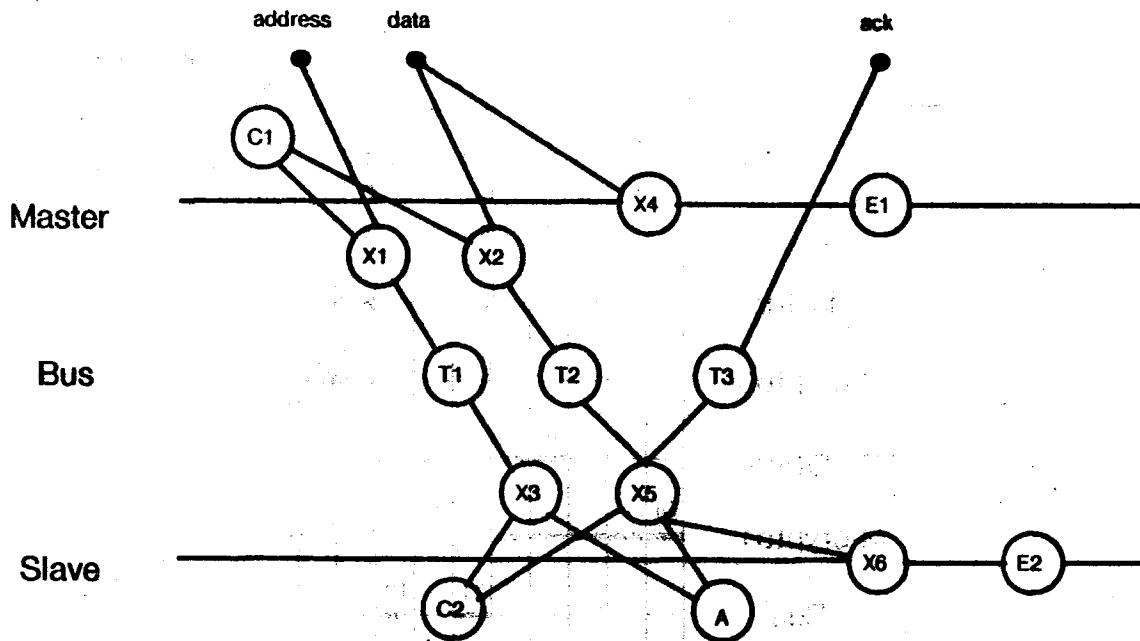 address data ack
C1
Master X4 E1
X1 X2
Bus T1 T2 T3
X3 X5
Slave X6 E2
C2 A